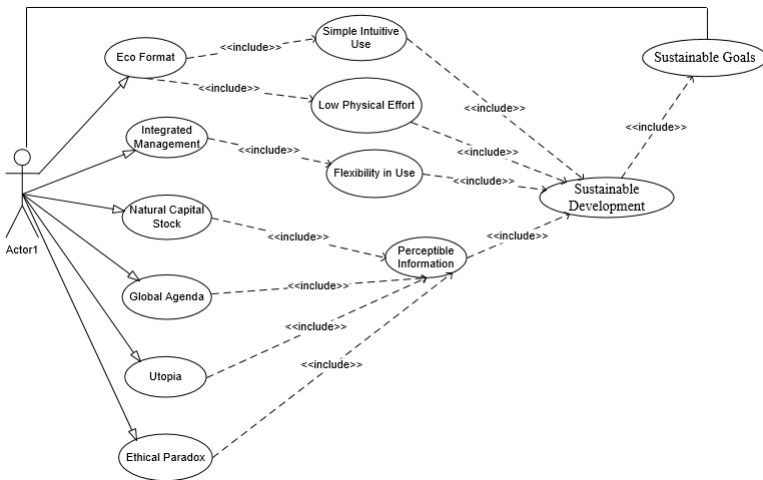 Simple Intuitive
Use
<<include>>
Eco Format
Sustainable Goals
<<include>>
Low Physical Effort
<<include>>
<<include>>
Integrated
Management
<<include>>
<<include>>
Flexibility in Use
<<include>>
Sustainable
Development
Natural Capital
Stock
<<include>>
<<include>>
Actor1
Perceptible
Information
<<include>>
Global Agenda
<<include>>
<<include>>
Utopia
Ethical Paradox